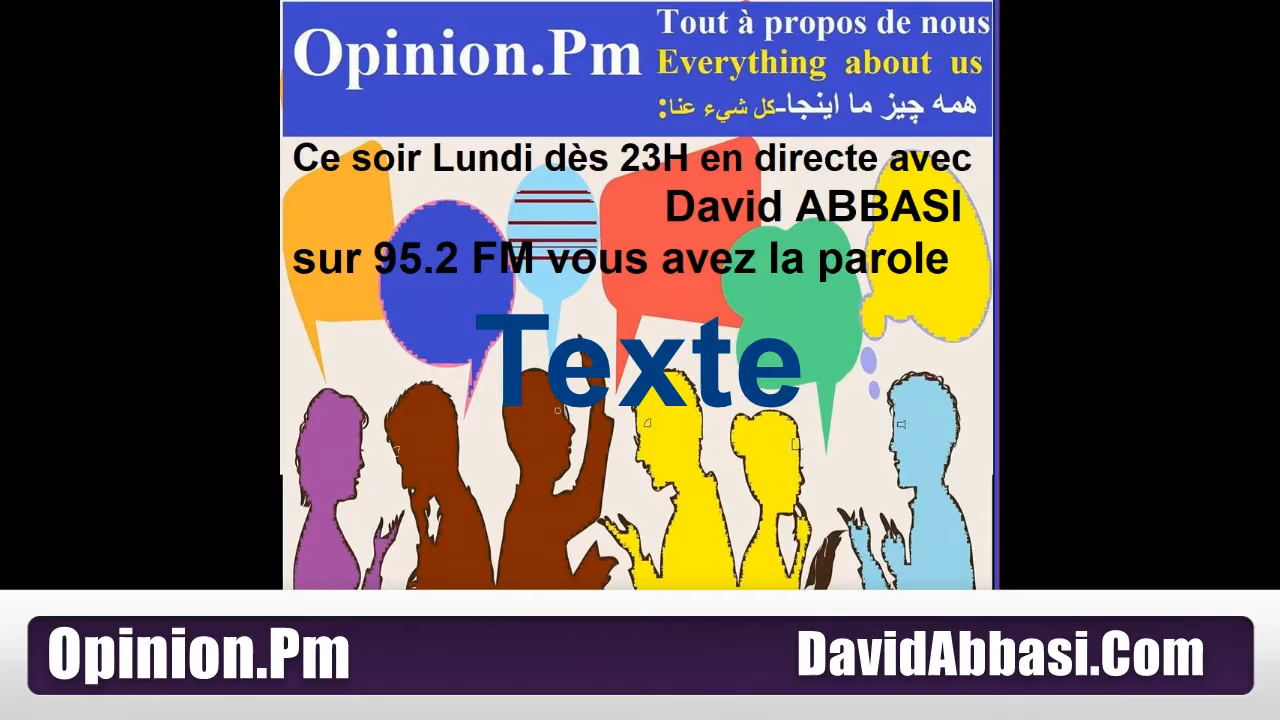 Opinion.Pm
Tout à propos de nous
Everything about us
همه چیز ما اینجا-كل شيء عنا:
Ce soir Lundi dès 23H en directe avec
David ABBASI
sur 95.2 FM vous avez la parole
Texte
Opinion.Pm
DavidAbbasi.Com